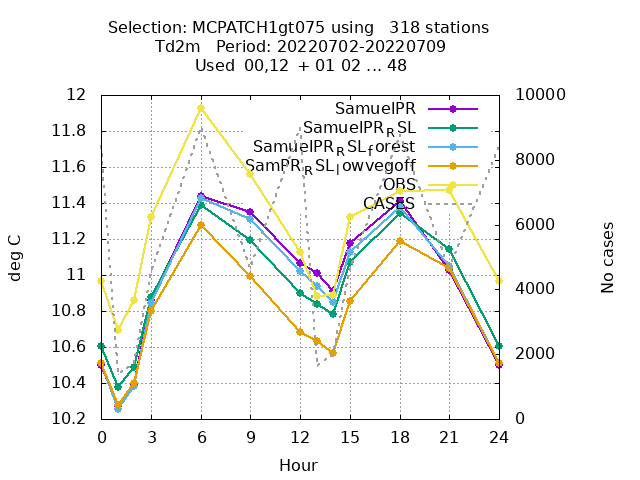 Selection: MCPATCH1gt075 using 318 stations
Td2m Period: 20220702-20220709
Used 00,12 + 01 02 ... 48
12
11.8
11.6
11.4
11.2
11
10.8
10.6
10.4
10.2
deg C
10000
8000
6000
4000
2000
0
No cases
SamuelPR
SamuelPR_RSL
SamuelPR_RSL_forest
SamPR_RSL_lowvegoff
OBS
CASES
0 3 6 9 12 15 18 21 24
Hour